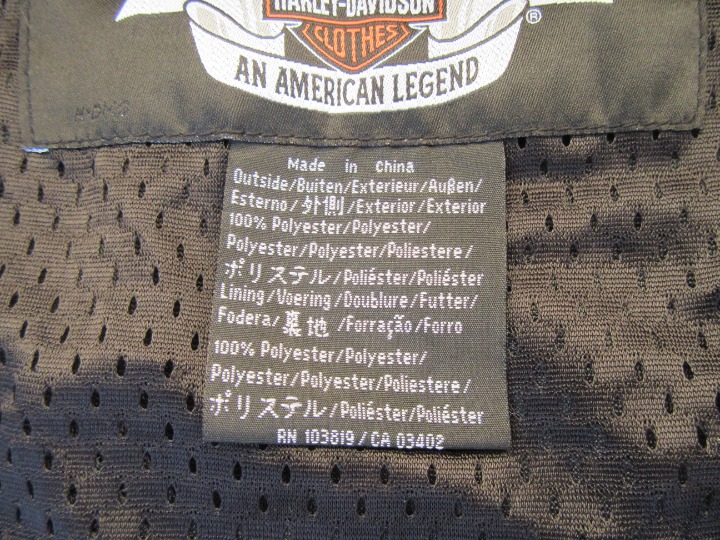 HARLEY-DAVIDSON
®
CLOTHES
AN AMERICAN LEGEND
Made in China
Outside/Buiten/Exterieur/Außen/
Esterno/外側/Exterior/Exterior
100% Polyester/Polyester/
Polyester/Polyester/Poliestere/
ポリステル/Poliéster/Poliéster
Lining/Voering/Doublure/Futter/
Fodera/裏地/Forração/Forro
100% Polyester/Polyester/
Polyester/Polyester/Poliestere/
ポリステル/Poliéster/Poliéster
RN 103819/CA 03402